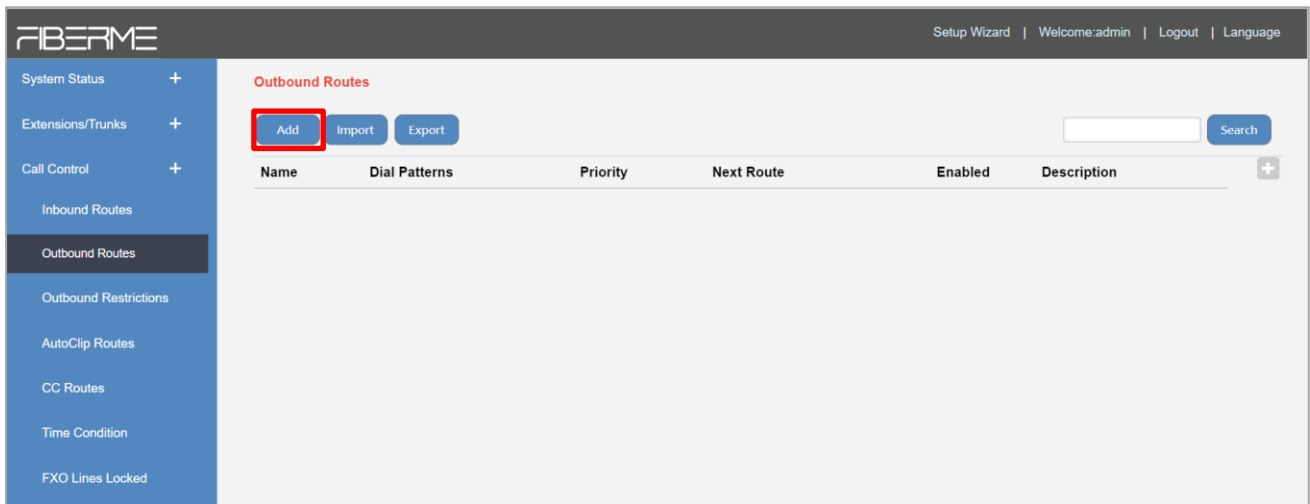 FIBERME
Setup Wizard | Welcome:admin | Logout | Language
System Status +
Extensions/Trunks +
Call Control +
Inbound Routes
Outbound Routes
Outbound Restrictions
AutoClip Routes
CC Routes
Time Condition
FXO Lines Locked
Outbound Routes
Add Import Export Search
Name Dial Patterns Priority Next Route Enabled Description +